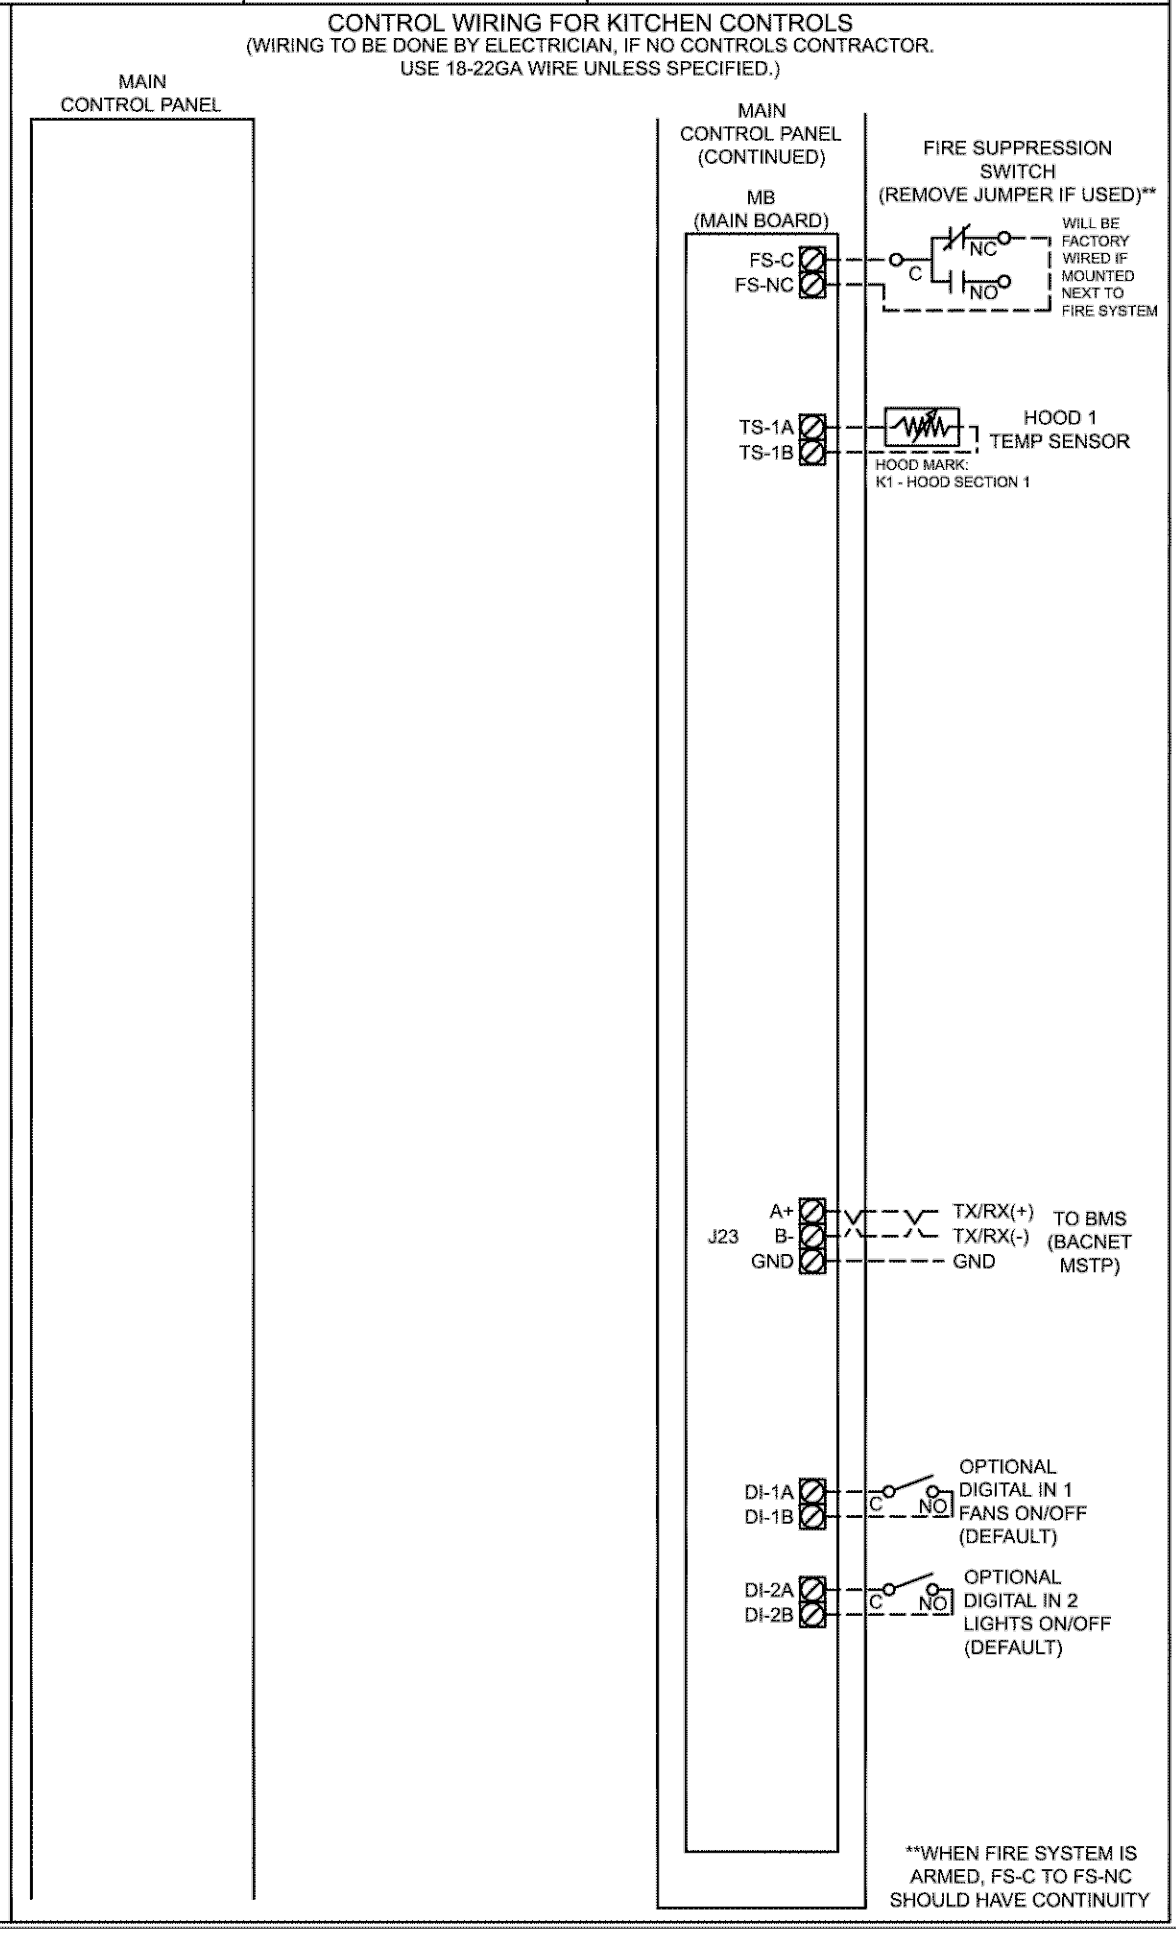 CONTROL WIRING FOR KITCHEN CONTROLS
(WIRING TO BE DONE BY ELECTRICIAN, IF NO CONTROLS CONTRACTOR.
USE 18-22GA WIRE UNLESS SPECIFIED.)
MAIN
CONTROL PANEL
MAIN
CONTROL PANEL
(CONTINUED)
MB
(MAIN BOARD)
FIRE SUPPRESSION
SWITCH
(REMOVE JUMPER IF USED)**
FS-C
FS-NC
C
NC
NO
WILL BE
FACTORY
WIRED IF
MOUNTED
NEXT TO
FIRE SYSTEM
TS-1A
TS-1B
HOOD 1
TEMP SENSOR
HOOD MARK:
K1 - HOOD SECTION 1
J23
A+
B-
GND
TX/RX(+)
TX/RX(-)
GND
TO BMS
(BACNET
MSTP)
DI-1A
DI-1B
C
NO
OPTIONAL
DIGITAL IN 1
FANS ON/OFF
(DEFAULT)
DI-2A
DI-2B
C
NO
OPTIONAL
DIGITAL IN 2
LIGHTS ON/OFF
(DEFAULT)
**WHEN FIRE SYSTEM IS
ARMED, FS-C TO FS-NC
SHOULD HAVE CONTINUITY